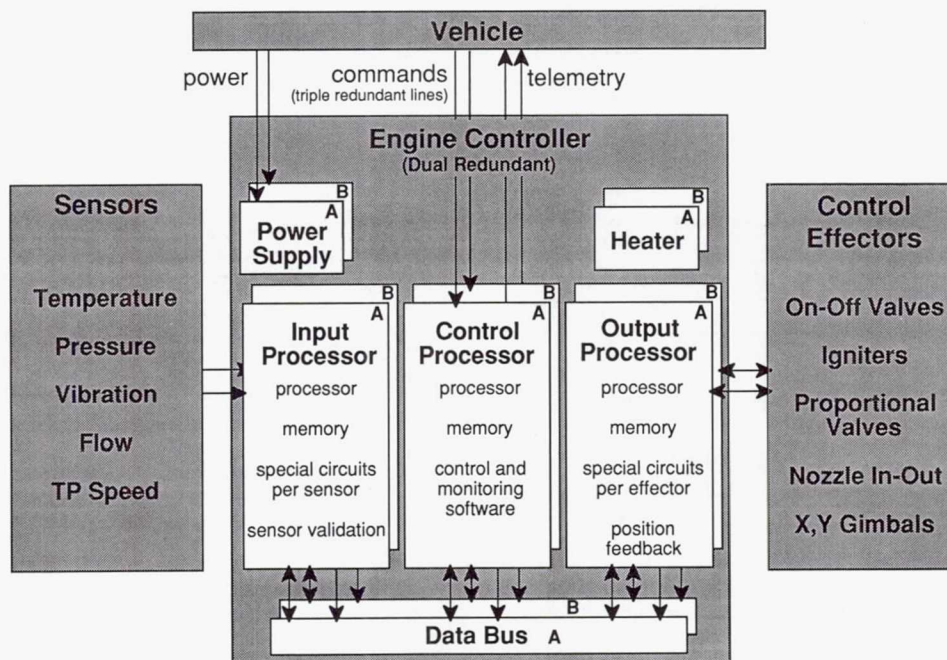 Vehicle
power
commands
(triple redundant lines)
telemetry
Engine Controller
(Dual Redundant)
Sensors
Temperature
Pressure
Vibration
Flow
TP Speed
B
A
Power
Supply
B
A
Heater
B
A
Input
Processor
processor
memory
special circuits
per sensor
sensor validation
B
A
Control
Processor
processor
memory
control and
monitoring
software
B
A
Output
Processor
processor
memory
special circuits
per effector
position
feedback
Control
Effectors
On-Off Valves
Igniters
Proportional
Valves
Nozzle In-Out
X,Y Gimbals
B
Data Bus A